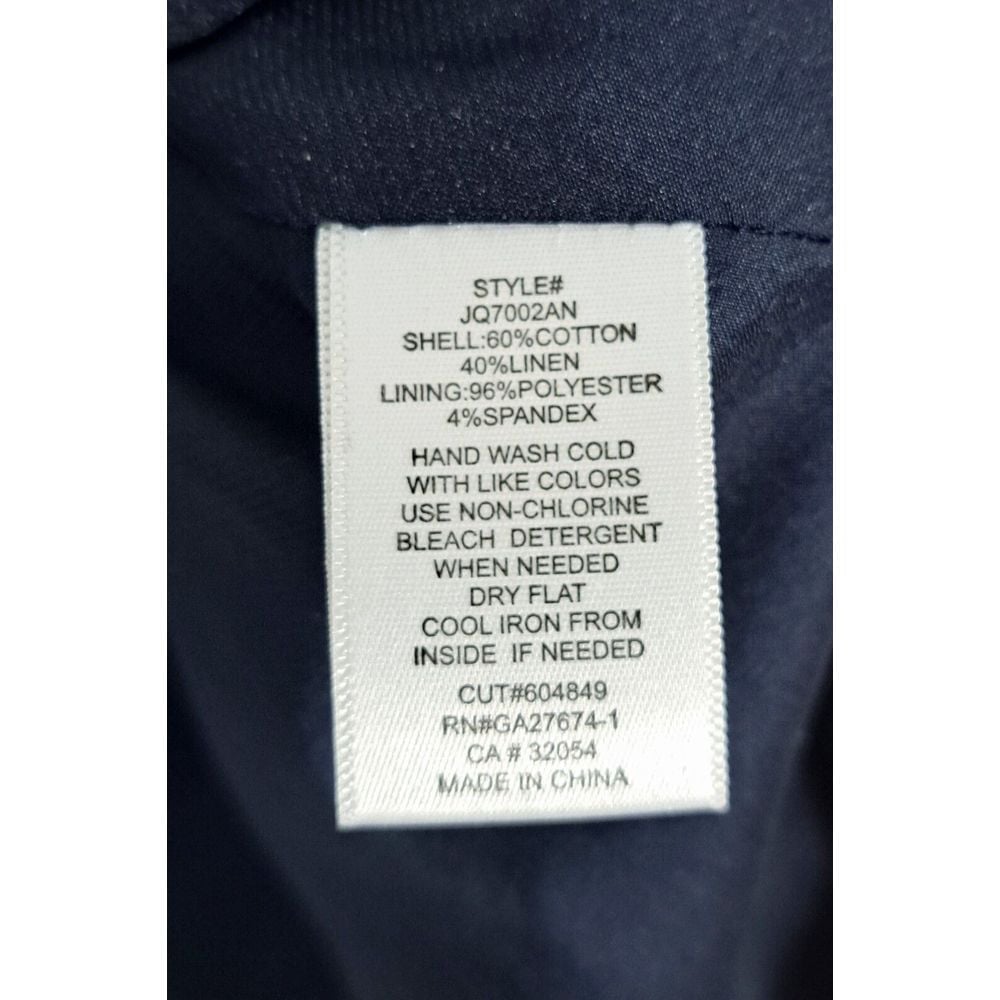 STYLE#
JQ7002AN
SHELL:60%COTTON
40%LINEN
LINING:96%POLYESTER
4%SPANDEX
HAND WASH COLD
WITH LIKE COLORS
USE NON-CHLORINE
BLEACH DETERGENT
WHEN NEEDED
DRY FLAT
COOL IRON FROM
INSIDE IF NEEDED
CUT#604849
RN#GA27674-1
CA # 32054
MADE IN CHINA